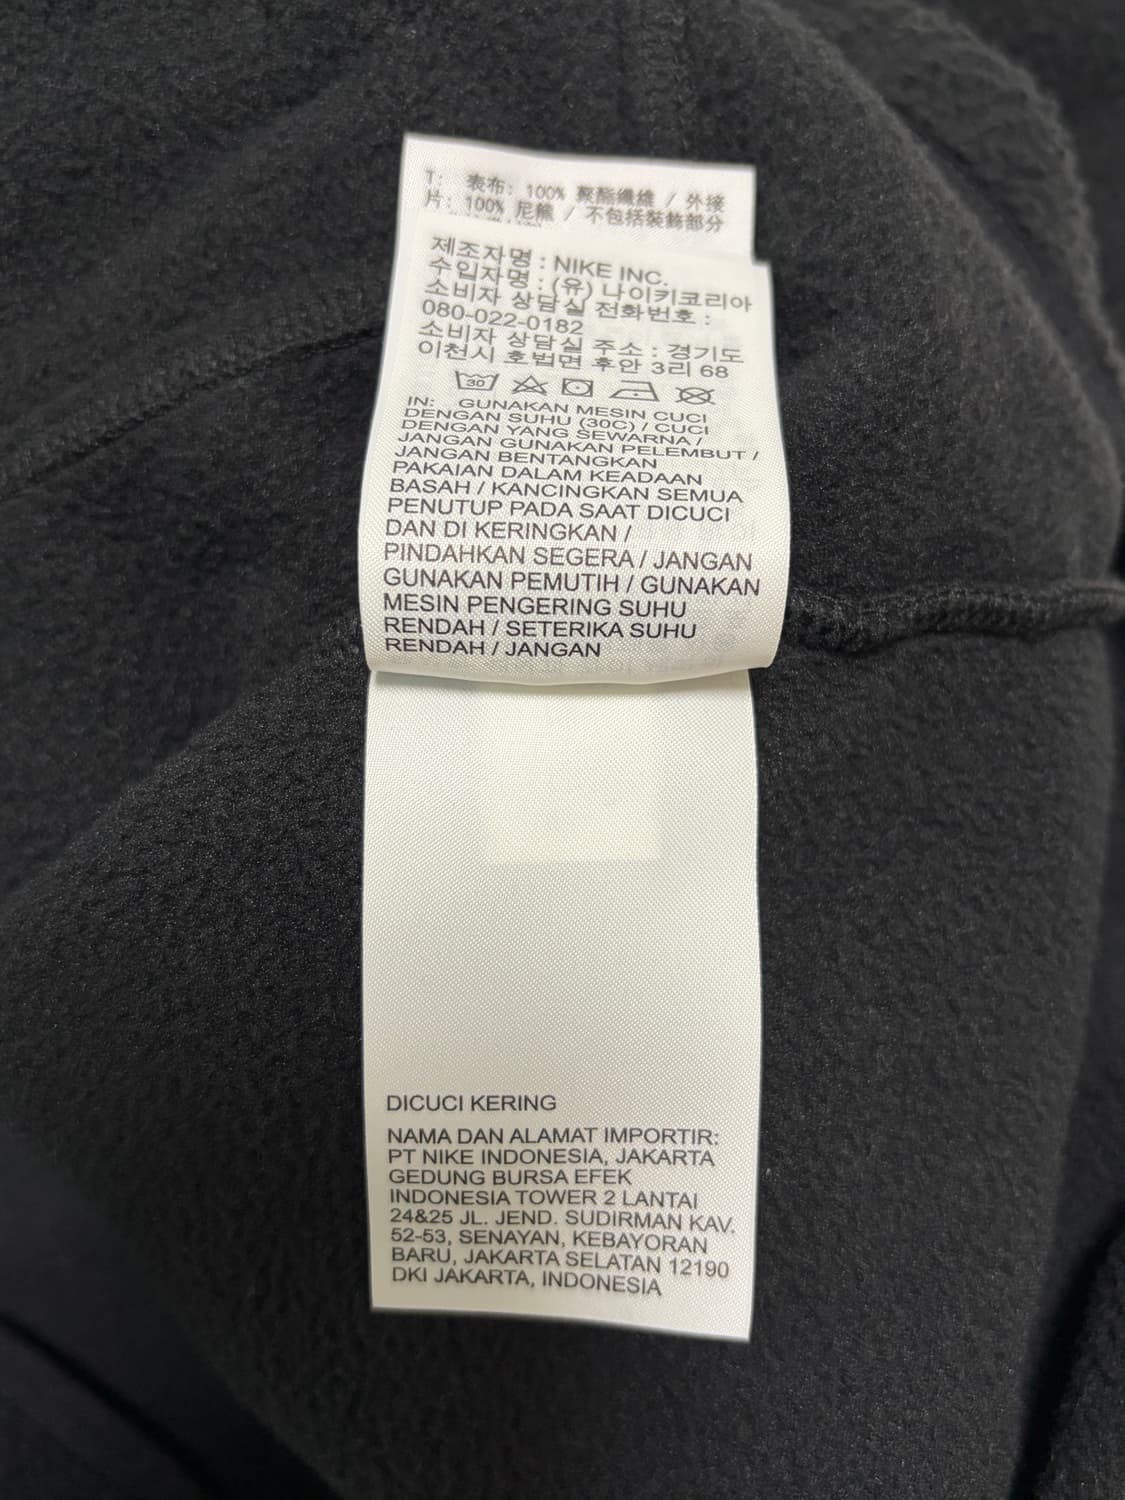 T: 表布: 100% 聚酯纖維 / 外接
片: 100% 尼龍 / 不包括裝飾部分
제조자명 : NIKE INC.
수입자명 : (유) 나이키코리아
소비자 상담실 전화번호 :
080-022-0182
소비자 상담실 주소 : 경기도
이천시 호법면 후안 3리 68
30
IN: GUNAKAN MESIN CUCI
DENGAN SUHU (30C) / CUCI
DENGAN YANG SEWARNA /
JANGAN GUNAKAN PELEMBUT /
JANGAN BENTANGKAN
PAKAIAN DALAM KEADAAN
BASAH / KANCINGKAN SEMUA
PENUTUP PADA SAAT DICUCI
DAN DI KERINGKAN /
PINDAHKAN SEGERA / JANGAN
GUNAKAN PEMUTIH / GUNAKAN
MESIN PENGERING SUHU
RENDAH / SETERIKA SUHU
RENDAH / JANGAN
DICUCI KERING
NAMA DAN ALAMAT IMPORTIR:
PT NIKE INDONESIA, JAKARTA
GEDUNG BURSA EFEK
INDONESIA TOWER 2 LANTAI
24&25 JL. JEND. SUDIRMAN KAV.
52-53, SENAYAN, KEBAYORAN
BARU, JAKARTA SELATAN 12190
DKI JAKARTA, INDONESIA